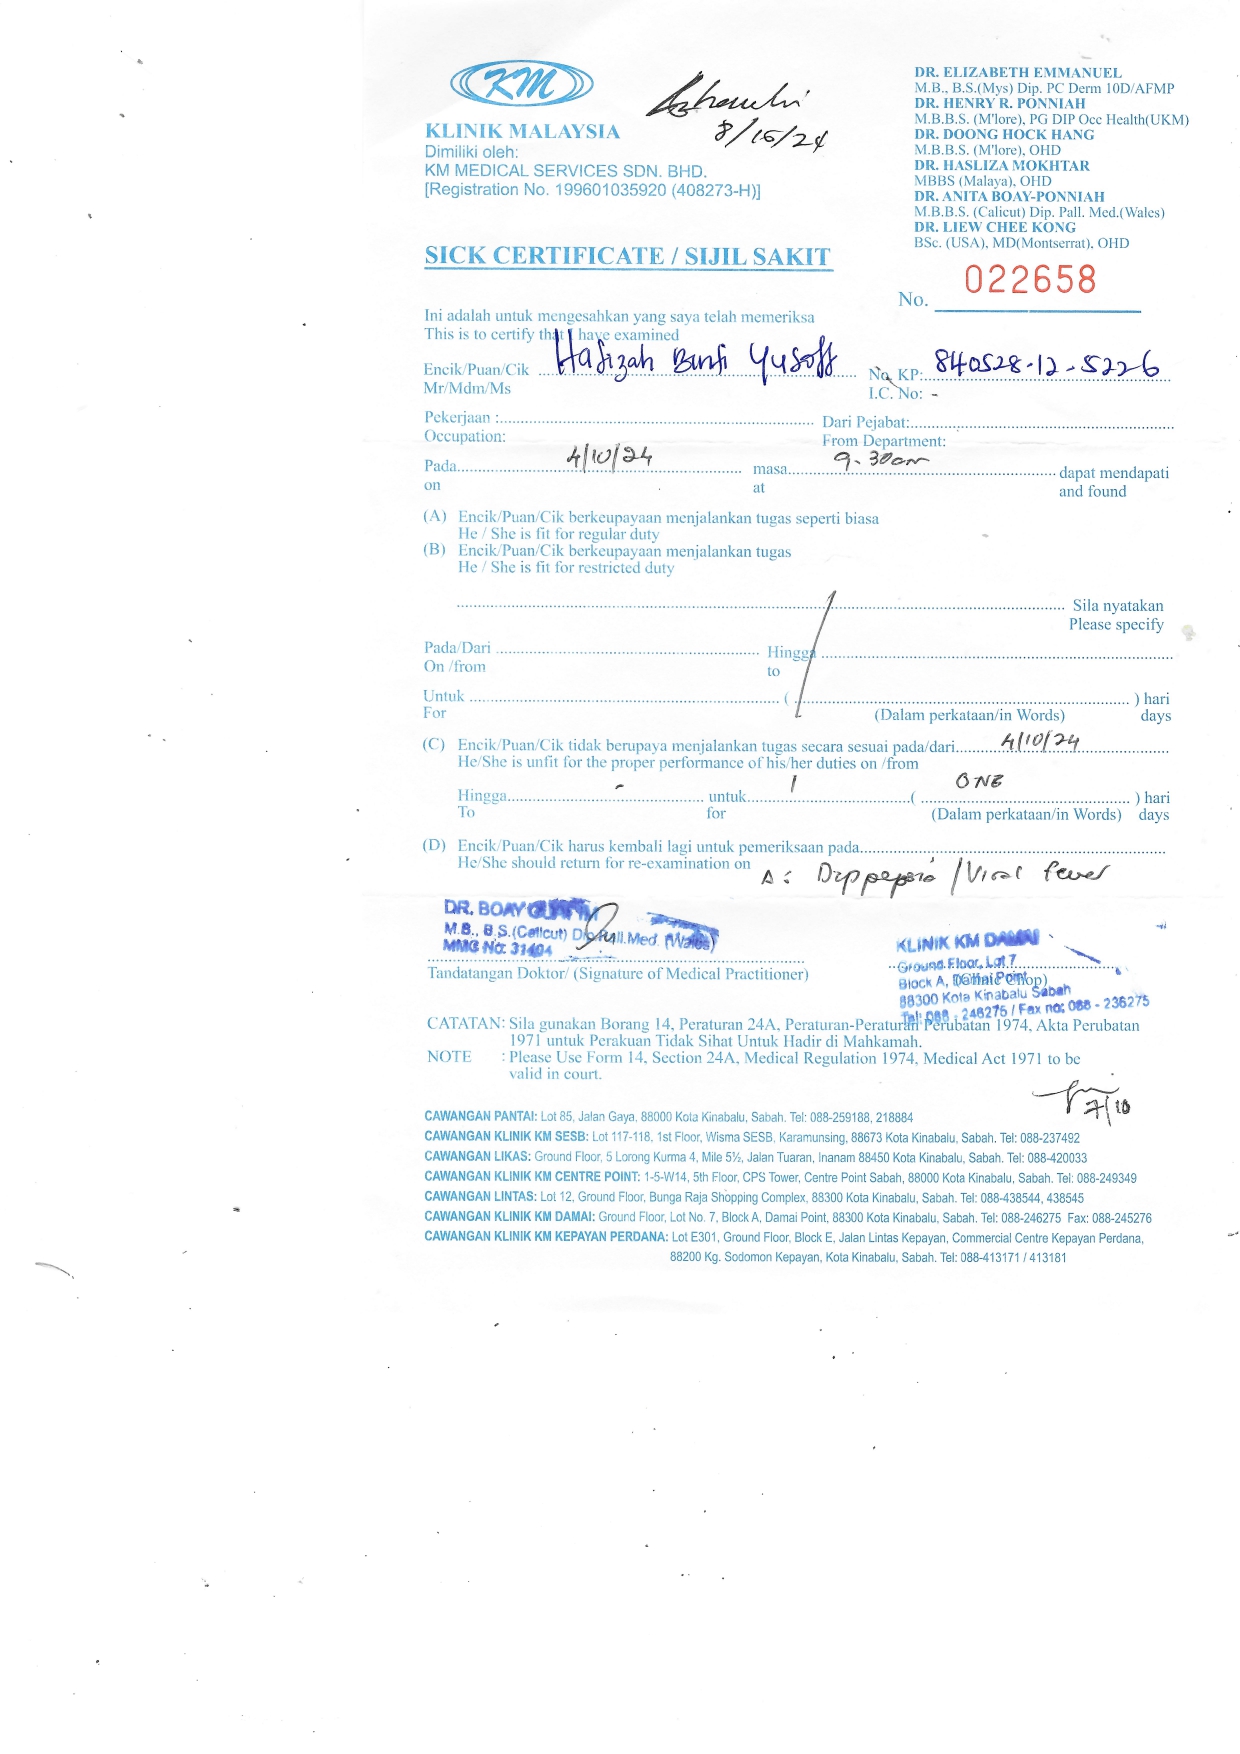 KM
KLINIK MALAYSIA
Dimiliki oleh:
KM MEDICAL SERVICES SDN. BHD.
[Registration No. 199601035920 (408273-H)]
DR. ELIZABETH EMMANUEL
M.B., B.S.(Mys) Dip. PC Derm 10D/AFMP
DR. HENRY R. PONNIAH
M.B.B.S. (M'lore), PG DIP Occ Health(UKM)
DR. DOONG HOCK HANG
M.B.B.S. (M'lore), OHD
DR. HASLIZA MOKHTAR
MBBS (Malaya), OHD
DR. ANITA BOAY-PONNIAH
M.B.B.S. (Calicut) Dip. Pall. Med.(Wales)
DR. LIEW CHEE KONG
BSc. (USA), MD(Montserrat), OHD
SICK CERTIFICATE / SIJIL SAKIT
No. 022658
Ini adalah untuk mengesahkan yang saya telah memeriksa
This is to certify that I have examined
Encik/Puan/Cik Hafizah Binti Yusoff No. KP: 840528-12-5226
Mr/Mdm/Ms I.C. No: -
Pekerjaan : Dari Pejabat:
Occupation: From Department:
Pada 4/10/24 masa 9.30am dapat mendapati
on at and found
(A) Encik/Puan/Cik berkeupayaan menjalankan tugas seperti biasa
He / She is fit for regular duty
(B) Encik/Puan/Cik berkeupayaan menjalankan tugas
He / She is fit for restricted duty
Sila nyatakan
Please specify
Pada/Dari Hingga
On /from to
Untuk ( ) hari
For (Dalam perkataan/in Words) days
(C) Encik/Puan/Cik tidak berupaya menjalankan tugas secara sesuai pada/dari 4/10/24
He/She is unfit for the proper performance of his/her duties on /from
Hingga - untuk 1 ( ONE ) hari
To for (Dalam perkataan/in Words) days
(D) Encik/Puan/Cik harus kembali lagi untuk pemeriksaan pada
He/She should return for re-examination on
/ Viral fever
DR. BOAY
M.B., B.S.(Calicut) Dip. Pall. Med. (Wales)
MMC No: 31404
Tandatangan Doktor/ (Signature of Medical Practitioner)
KLINIK KM DAMAI
Ground Floor, Lot 7
Block A, Damai Point
88300 Kota Kinabalu Sabah
Tel: 088 - 246275 / Fax no: 088 - 236275
CATATAN: Sila gunakan Borang 14, Peraturan 24A, Peraturan-Peraturan Perubatan 1974, Akta Perubatan
1971 untuk Perakuan Tidak Sihat Untuk Hadir di Mahkamah.
NOTE : Please Use Form 14, Section 24A, Medical Regulation 1974, Medical Act 1971 to be
valid in court.
7/10
CAWANGAN PANTAI: Lot 85, Jalan Gaya, 88000 Kota Kinabalu, Sabah. Tel: 088-259188, 218884
CAWANGAN KLINIK KM SESB: Lot 117-118, 1st Floor, Wisma SESB, Karamunsing, 88673 Kota Kinabalu, Sabah. Tel: 088-237492
CAWANGAN LIKAS: Ground Floor, 5 Lorong Kurma 4, Mile 5½, Jalan Tuaran, Inanam 88450 Kota Kinabalu, Sabah. Tel: 088-420033
CAWANGAN KLINIK KM CENTRE POINT: 1-5-W14, 5th Floor, CPS Tower, Centre Point Sabah, 88000 Kota Kinabalu, Sabah. Tel: 088-249349
CAWANGAN LINTAS: Lot 12, Ground Floor, Bunga Raja Shopping Complex, 88300 Kota Kinabalu, Sabah. Tel: 088-438544, 438545
CAWANGAN KLINIK KM DAMAI: Ground Floor, Lot No. 7, Block A, Damai Point, 88300 Kota Kinabalu, Sabah. Tel: 088-246275 Fax: 088-245276
CAWANGAN KLINIK KM KEPAYAN PERDANA: Lot E301, Ground Floor, Block E, Jalan Lintas Kepayan, Commercial Centre Kepayan Perdana,
88200 Kg. Sodomon Kepayan, Kota Kinabalu, Sabah. Tel: 088-413171 / 413181